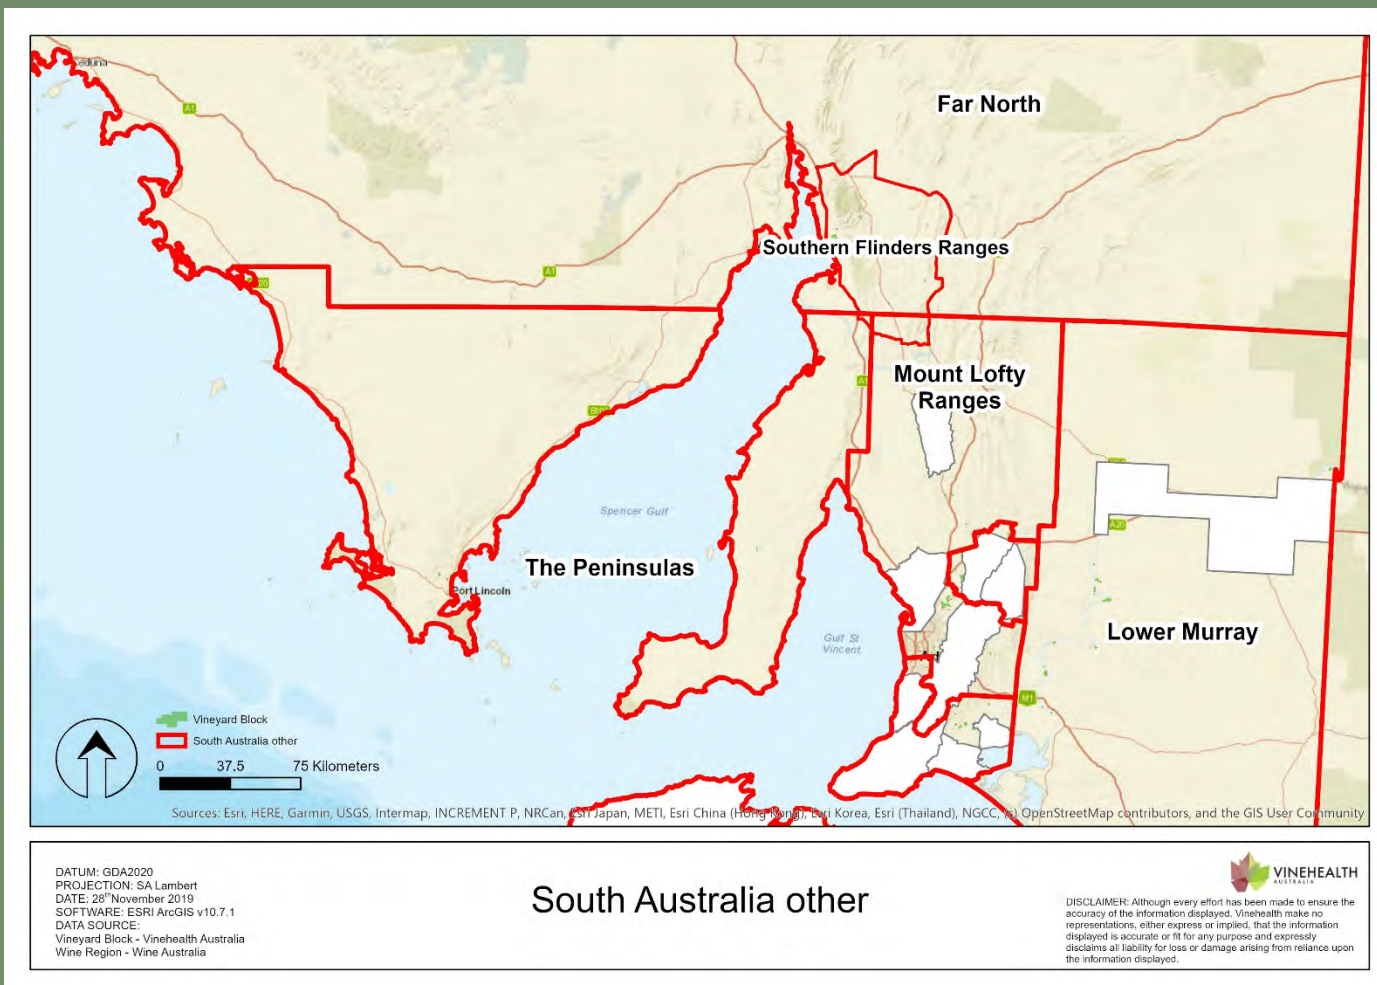 Far North
A1
Southern Flinders Ranges
A1
Mount Lofty
Ranges
A1
Spencer Gulf
A20
The Peninsulas
Port Lincoln
Lower Murray
Gulf St
Vincent
M1
Vineyard Block
South Australia other
0 37.5 75 Kilometers
Sources: Esri, HERE, Garmin, USGS, Intermap, INCREMENT P, NRCan, Esri Japan, METI, Esri China (Hong Kong), Esri Korea, Esri (Thailand), NGCC, (c) OpenStreetMap contributors, and the GIS User Community
DATUM: GDA2020
PROJECTION: SA Lambert
DATE: 28th November 2019
SOFTWARE: ESRI ArcGIS v10.7.1
DATA SOURCE:
Vineyard Block - Vinehealth Australia
Wine Region - Wine Australia
South Australia other
VINEHEALTH
AUSTRALIA
DISCLAIMER: Although every effort has been made to ensure the
accuracy of the information displayed, Vinehealth make no
representations, either express or implied, that the information
displayed is accurate or fit for any purpose and expressly
disclaims all liability for loss or damage arising from reliance upon
the information displayed.